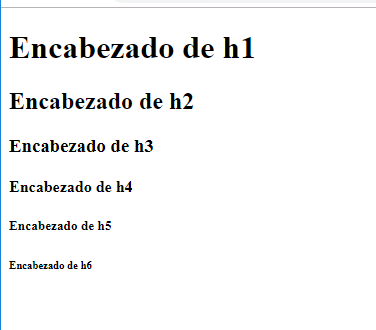 Encabezado de h1
Encabezado de h2
Encabezado de h3
Encabezado de h4
Encabezado de h5
Encabezado de h6